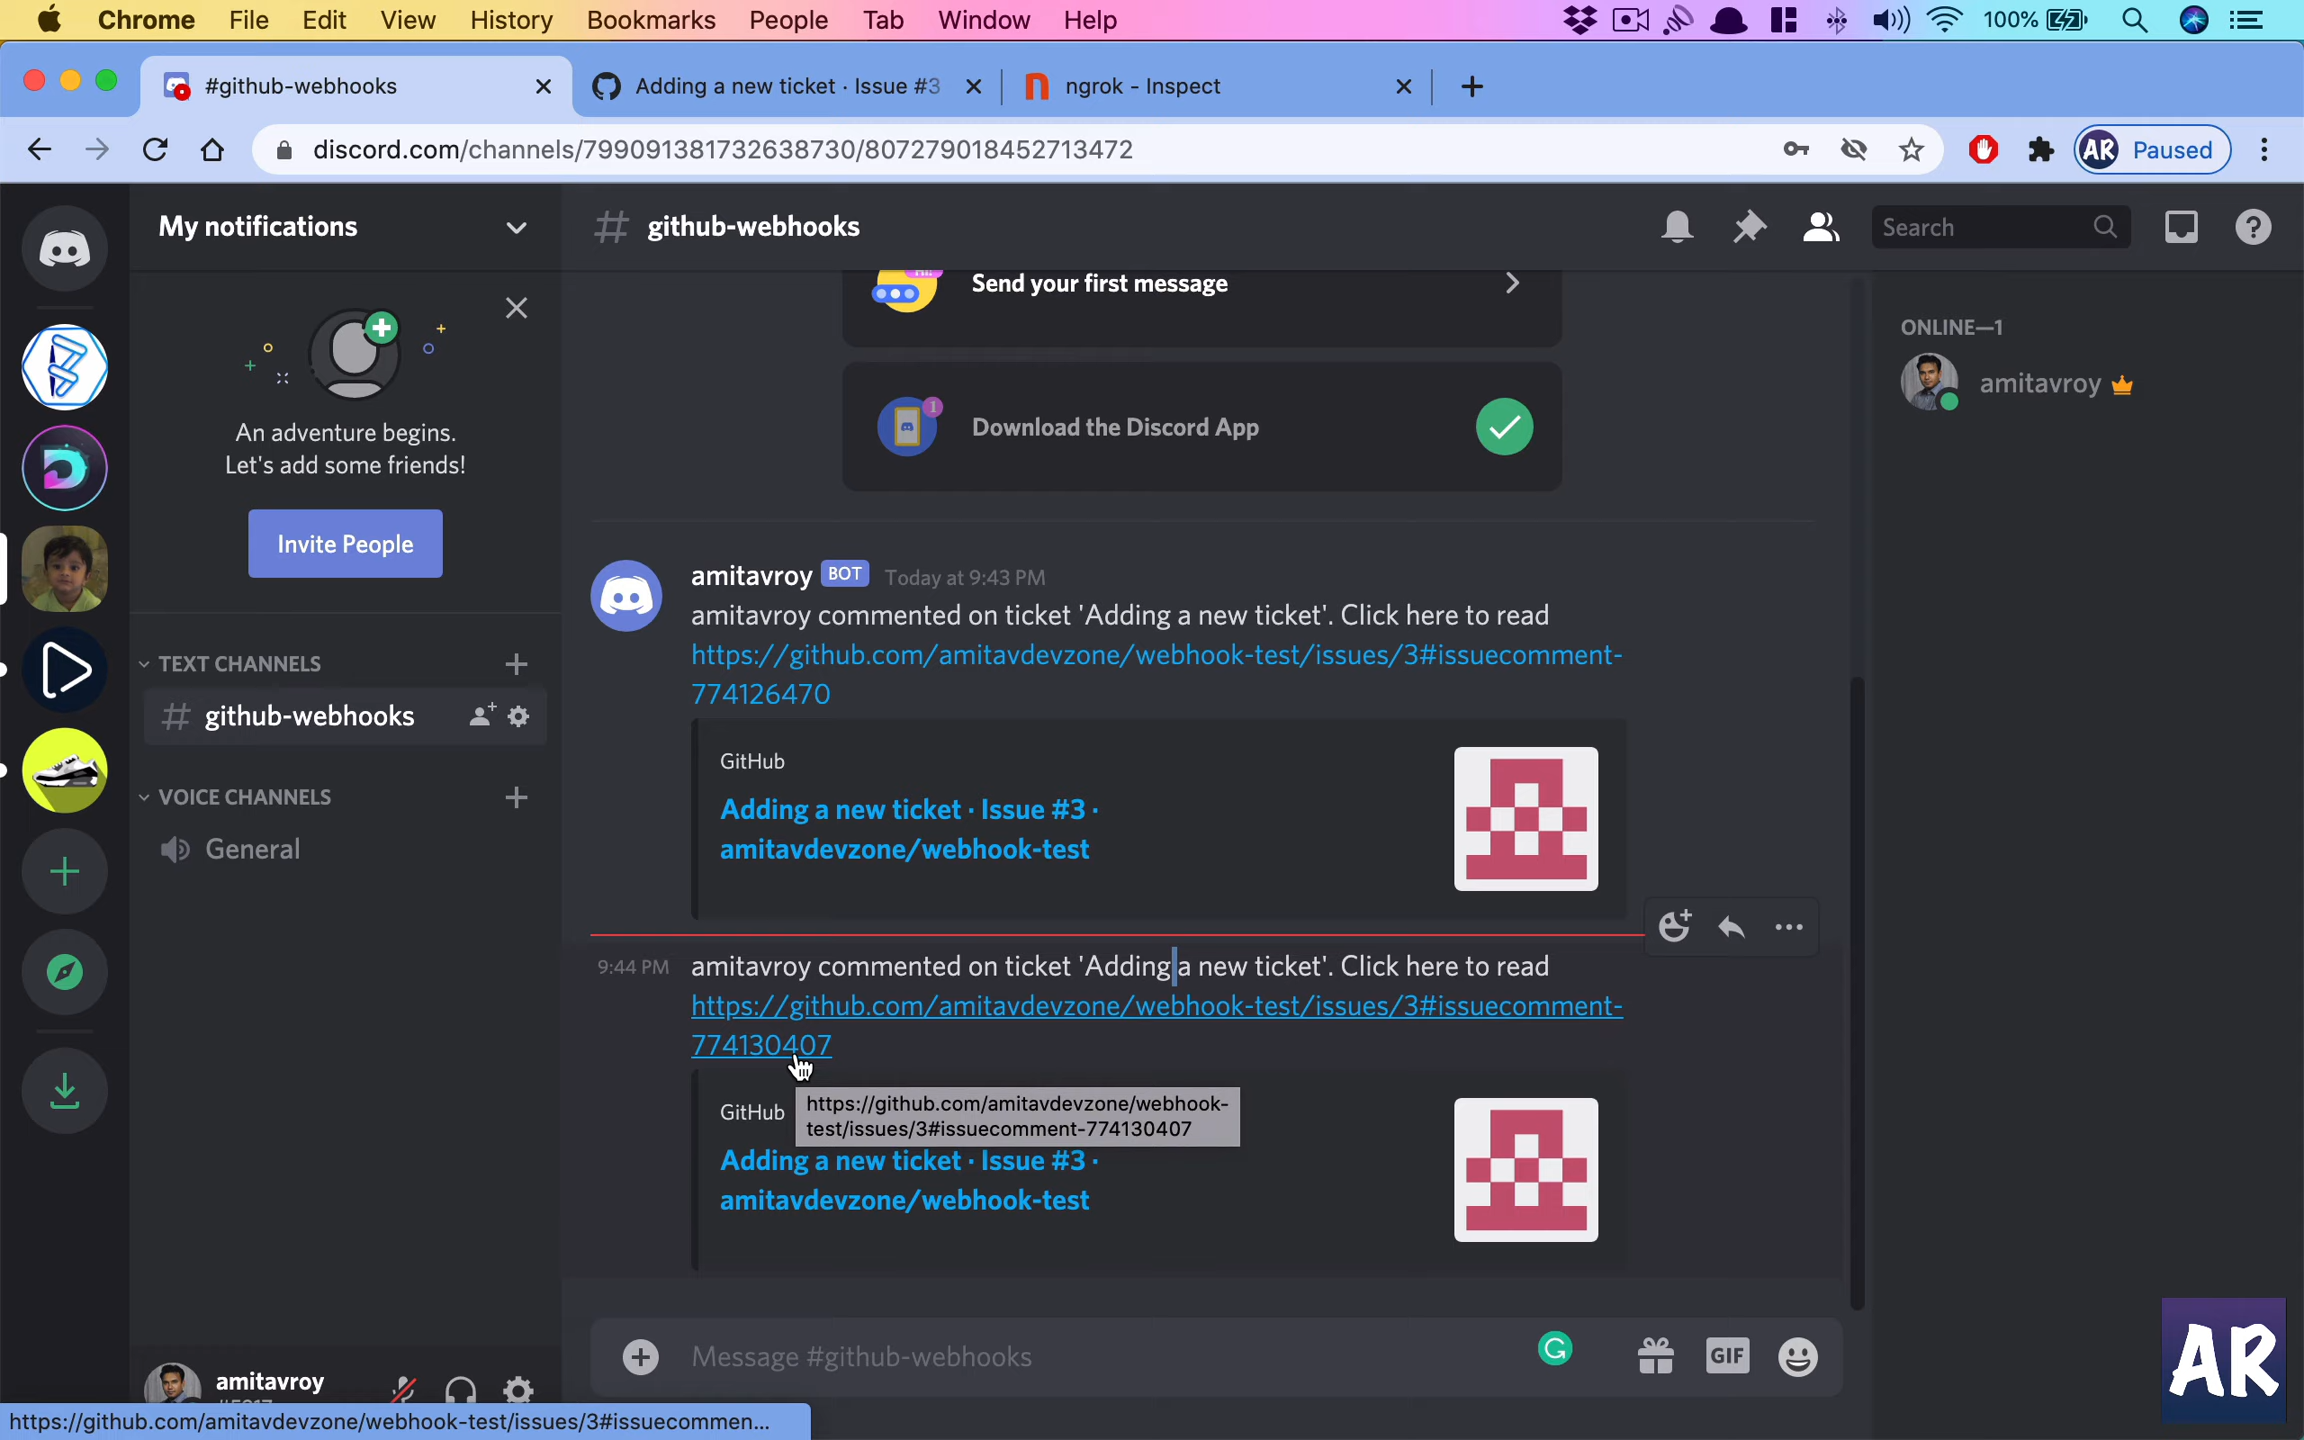 Chrome File Edit View History Bookmarks People Tab Window Help 100%
#github-webhooks
Adding a new ticket · Issue #3
ngrok - Inspect
discord.com/channels/799091381732638730/807279018452713472
AR Paused
My notifications
# github-webhooks
Search
An adventure begins.
Let's add some friends!
Invite People
TEXT CHANNELS
# github-webhooks
VOICE CHANNELS
General
Send your first message
1
Download the Discord App
amitavroy BOT Today at 9:43 PM
amitavroy commented on ticket 'Adding a new ticket'. Click here to read
https://github.com/amitavdevzone/webhook-test/issues/3#issuecomment-
774126470
GitHub
Adding a new ticket · Issue #3 ·
amitavdevzone/webhook-test
9:44 PM amitavroy commented on ticket 'Adding a new ticket'. Click here to read
https://github.com/amitavdevzone/webhook-test/issues/3#issuecomment-
774130407
https://github.com/amitavdevzone/webhook-
test/issues/3#issuecomment-774130407
GitHub
Adding a new ticket · Issue #3 ·
amitavdevzone/webhook-test
Message #github-webhooks
GIF
ONLINE—1
amitavroy
amitavroy
https://github.com/amitavdevzone/webhook-test/issues/3#issuecommen...
AR